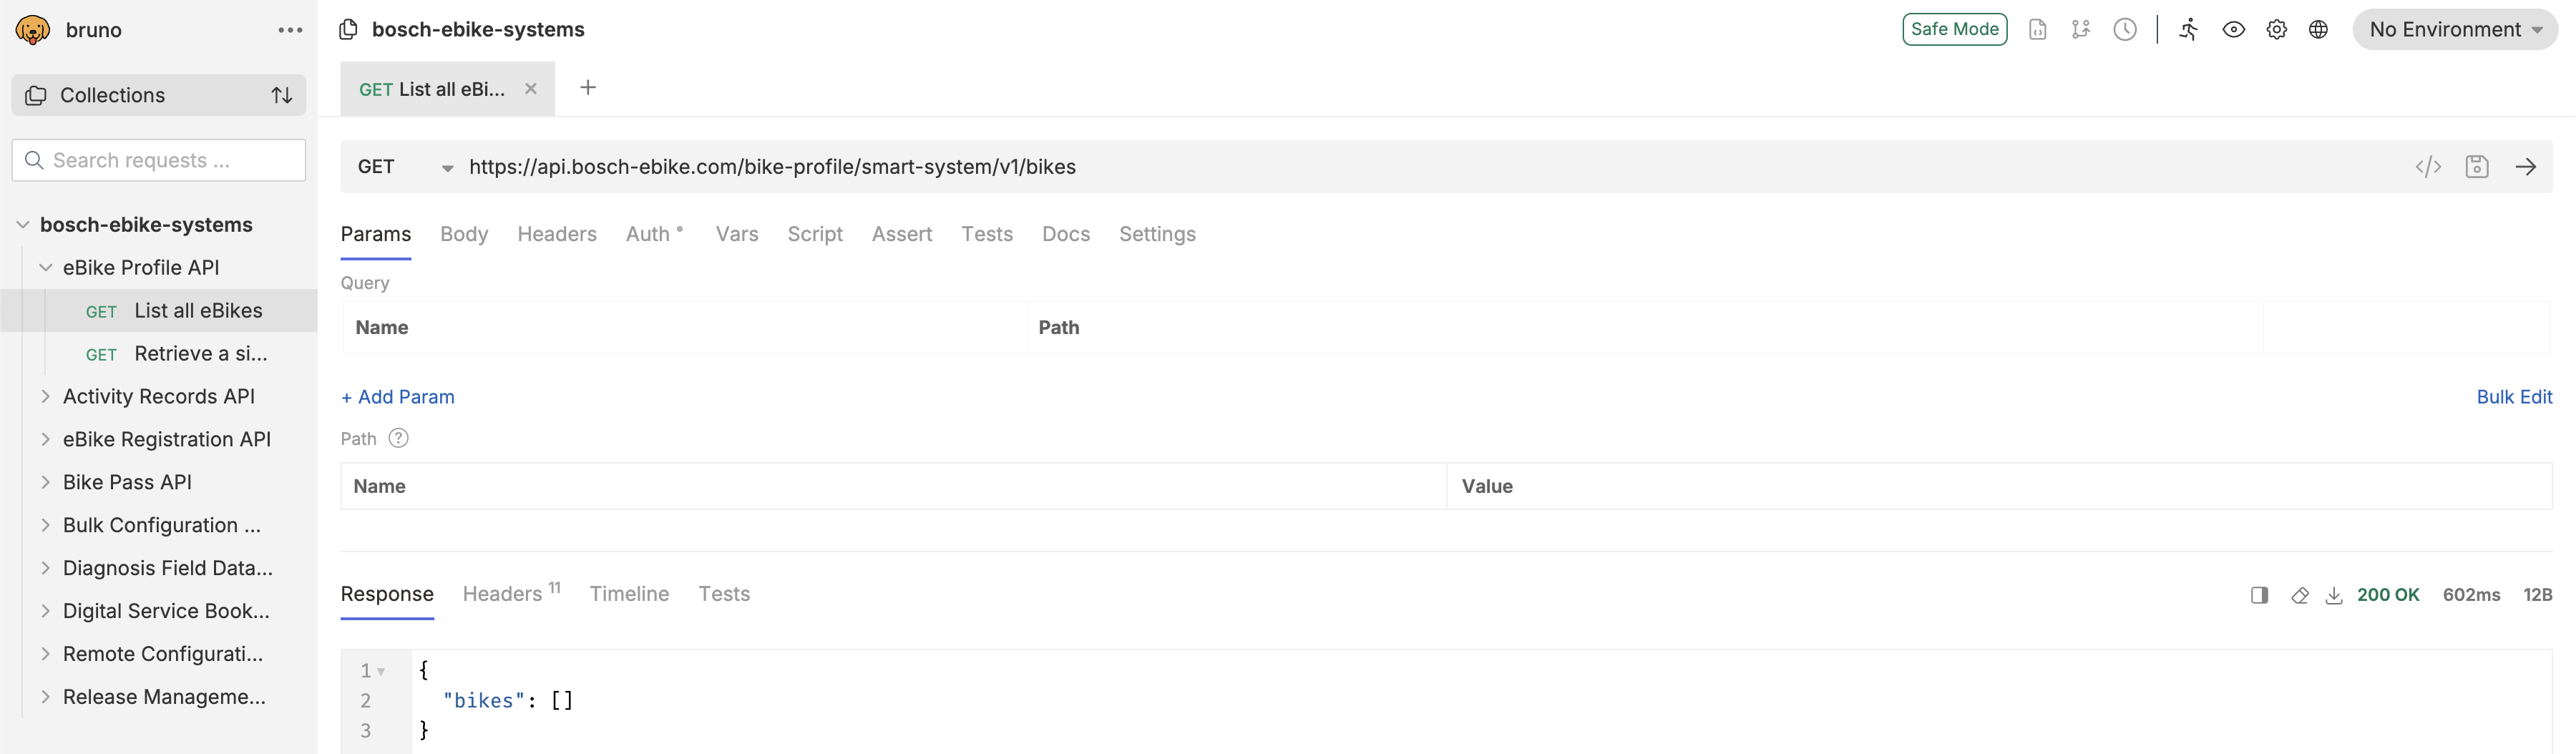 bruno
Collections
Search requests ...
bosch-ebike-systems
eBike Profile API
GET List all eBikes
GET Retrieve a si...
Activity Records API
eBike Registration API
Bike Pass API
Bulk Configuration ...
Diagnosis Field Data...
Digital Service Book...
Remote Configurati...
Release Manageme...
bosch-ebike-systems
Safe Mode
No Environment
GET List all eBi...
GET https://api.bosch-ebike.com/bike-profile/smart-system/v1/bikes
Params Body Headers Auth Vars Script Assert Tests Docs Settings
Query
Name Path
+ Add Param Bulk Edit
Path ?
Name Value
Response Headers 11 Timeline Tests 200 OK 602ms 12B
1 {
2 "bikes": []
3 }